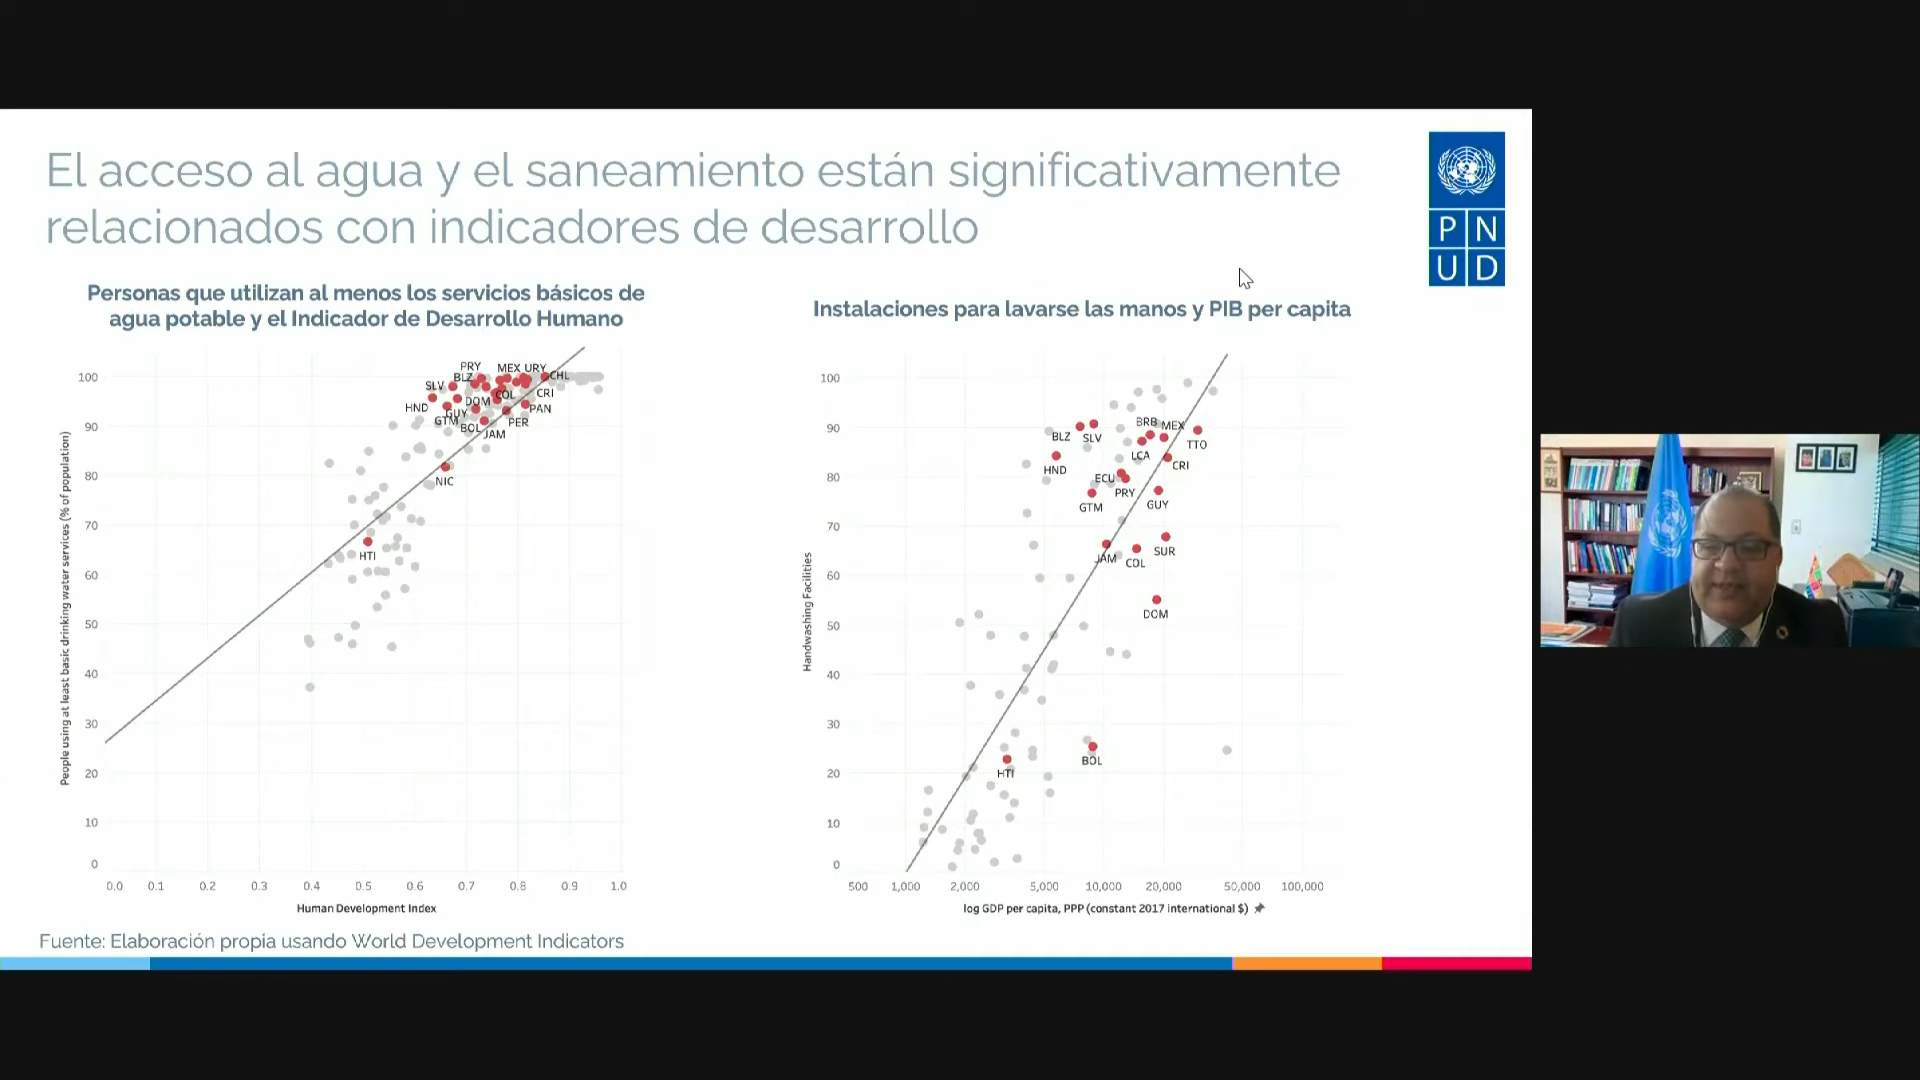 El acceso al agua y el saneamiento están significativamente
relacionados con indicadores de desarrollo
P N
U D
Personas que utilizan al menos los servicios básicos de
agua potable y el Indicador de Desarrollo Humano
People using at least basic drinking water services (% of population)
100
90
80
70
60
50
40
30
20
10
0
PRY
MEX URY
BLZ
CHL
SLV
COL
CRI
DOM
HND
GUY
PAN
GTM
BOL
PER
JAM
NIC
HTI
0.0 0.1 0.2 0.3 0.4 0.5 0.6 0.7 0.8 0.9 1.0
Human Development Index
Instalaciones para lavarse las manos y PIB per capita
Handwashing Facilities
100
90
80
70
60
50
40
30
20
10
0
BRB MEX
BLZ SLV
TTO
LCA
CRI
HND
ECU
PRY
GTM
GUY
SUR
JAM
COL
DOM
BOL
HTI
500 1,000 2,000 5,000 10,000 20,000 50,000 100,000
log GDP per capita, PPP (constant 2017 international $)
Fuente: Elaboración propia usando World Development Indicators